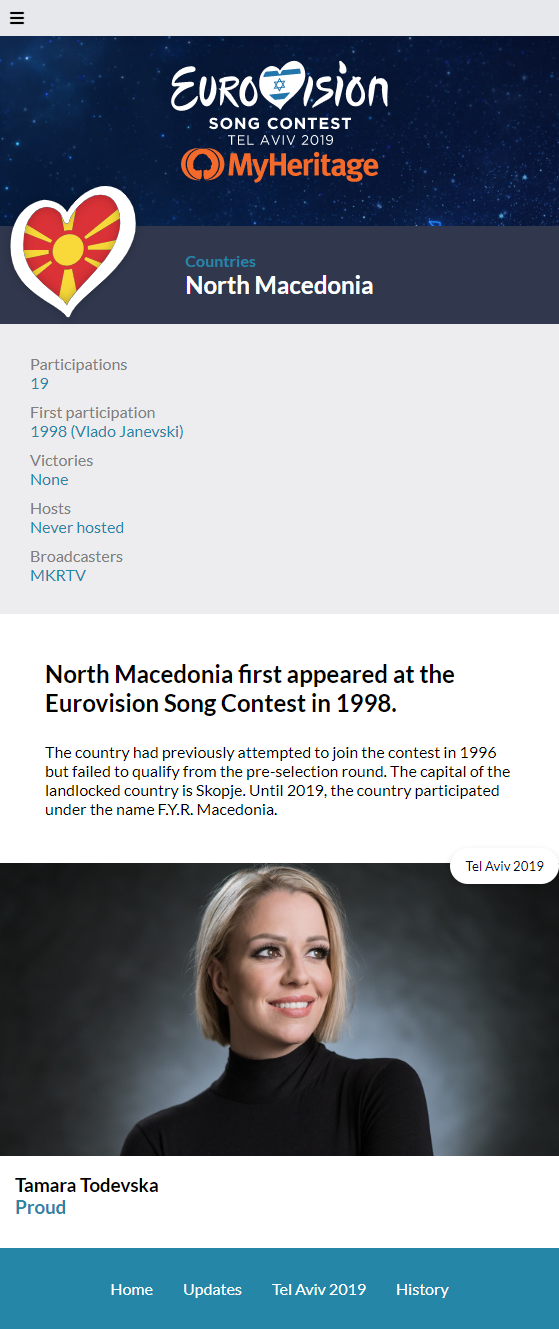 EUROVISION
SONG CONTEST
TEL AVIV 2019
MyHeritage
Countries
North Macedonia
Participations
19
First participation
1998 (Vlado Janevski)
Victories
None
Hosts
Never hosted
Broadcasters
MKRTV
North Macedonia first appeared at the
Eurovision Song Contest in 1998.
The country had previously attempted to join the contest in 1996
but failed to qualify from the pre-selection round. The capital of the
landlocked country is Skopje. Until 2019, the country participated
under the name F.Y.R. Macedonia.
Tel Aviv 2019
Tamara Todevska
Proud
Home Updates Tel Aviv 2019 History